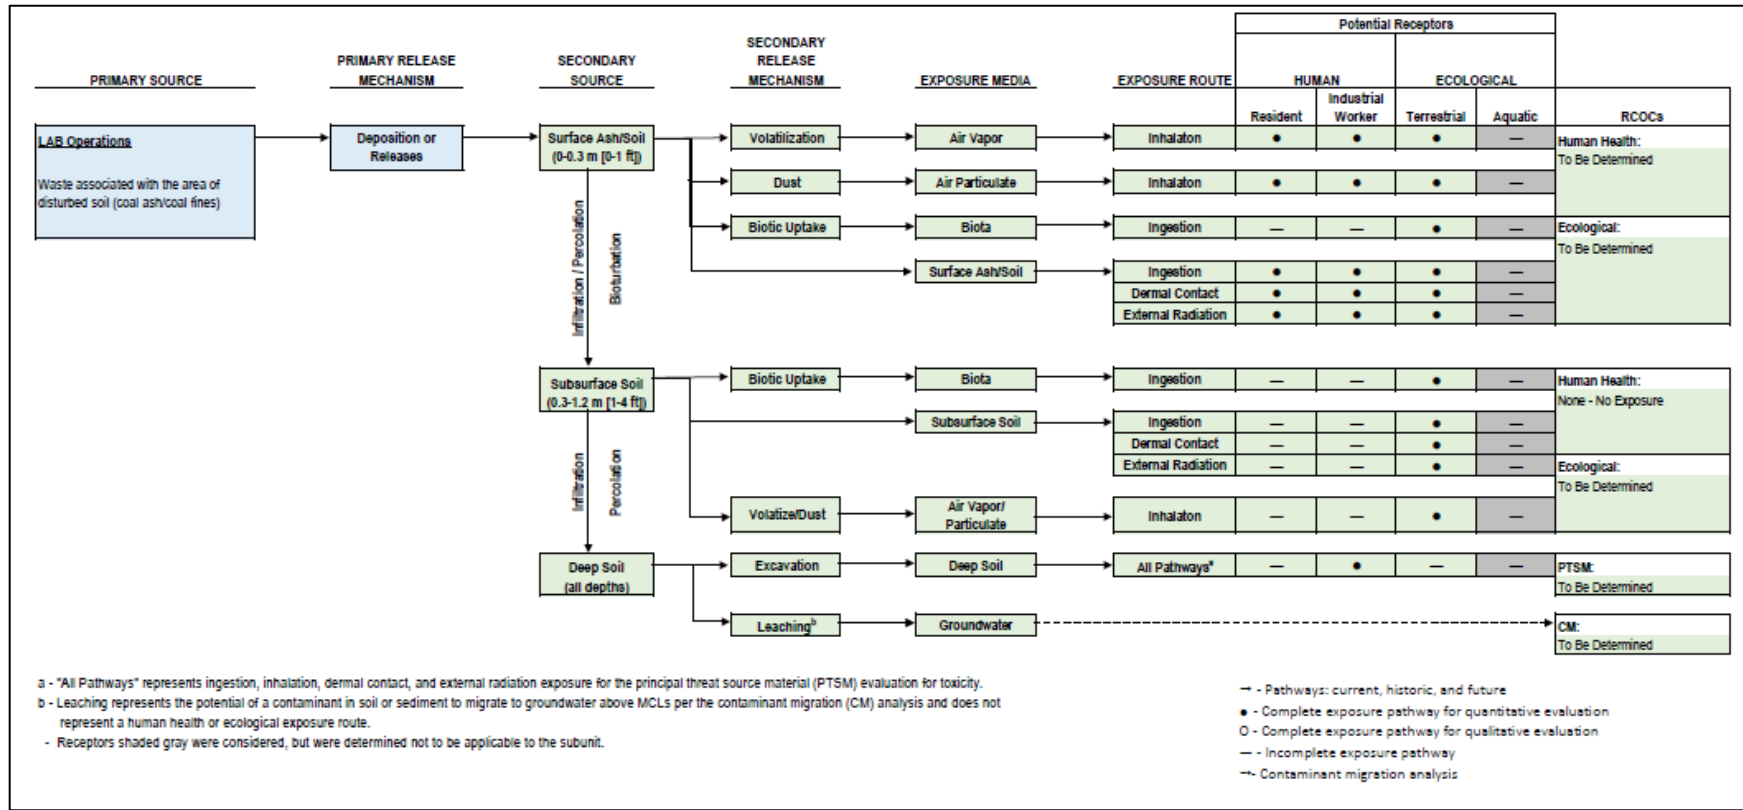 Potential Receptors
PRIMARY SOURCE
PRIMARY RELEASE
MECHANISM
SECONDARY
SOURCE
SECONDARY
RELEASE
MECHANISM
EXPOSURE MEDIA
EXPOSURE ROUTE
HUMAN
ECOLOGICAL
Resident
Industrial
Worker
Terrestrial
Aquatic
RCOCs
LAB Operations
Waste associated with the area of
disturbed soil (coal ash/coal fines)
Deposition or
Releases
Surface Ash/Soil
(0-0.3 m [0-1 ft])
Volatilization
Air Vapor
Inhalaton
● ● ● —
Human Health:
To Be Determined
Dust
Air Particulate
Inhalaton
● ● ● —
Biotic Uptake
Biota
Ingestion
— — ● —
Ecological:
To Be Determined
Surface Ash/Soil
Ingestion
● ● ● —
Dermal Contact
● ● ● —
External Radiation
● ● ● —
Infiltration / Percolation
Bioturbation
Subsurface Soil
(0.3-1.2 m [1-4 ft])
Biotic Uptake
Biota
Ingestion
— — ● —
Human Health:
None - No Exposure
Subsurface Soil
Ingestion
— — ● —
Dermal Contact
— — ● —
External Radiation
— — ● —
Ecological:
To Be Determined
Infiltration
Percolation
Volatize/Dust
Air Vapor/
Particulate
Inhalaton
— — ● —
Deep Soil
(all depths)
Excavation
Deep Soil
All Pathwaysᵃ
— ● — —
PTSM:
To Be Determined
Leachingᵇ
Groundwater
CM:
To Be Determined
a - "All Pathways" represents ingestion, inhalation, dermal contact, and external radiation exposure for the principal threat source material (PTSM) evaluation for toxicity.
b - Leaching represents the potential of a contaminant in soil or sediment to migrate to groundwater above MCLs per the contaminant migration (CM) analysis and does not
represent a human health or ecological exposure route.
- Receptors shaded gray were considered, but were determined not to be applicable to the subunit.
→ - Pathways: current, historic, and future
● - Complete exposure pathway for quantitative evaluation
O - Complete exposure pathway for qualitative evaluation
— - Incomplete exposure pathway
→- Contaminant migration analysis